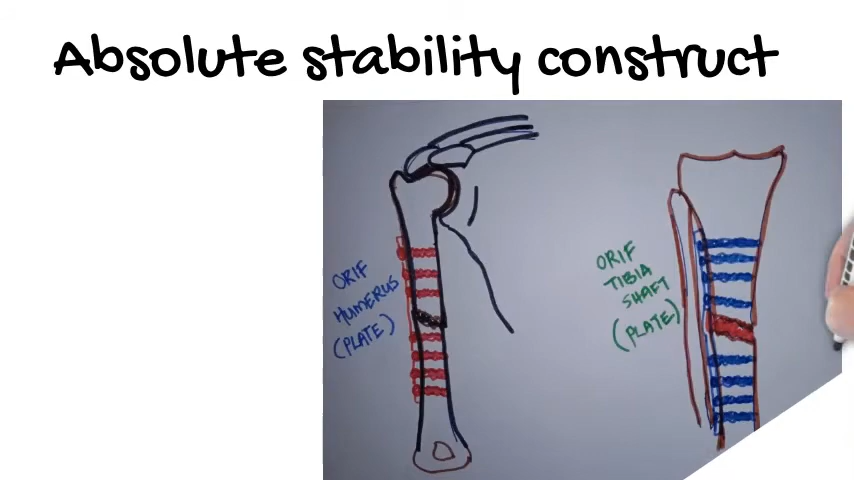 Absolute stability construct
ORIF
HUMERUS
(PLATE)
ORIF
TIBIA
SHAFT
(PLATE)